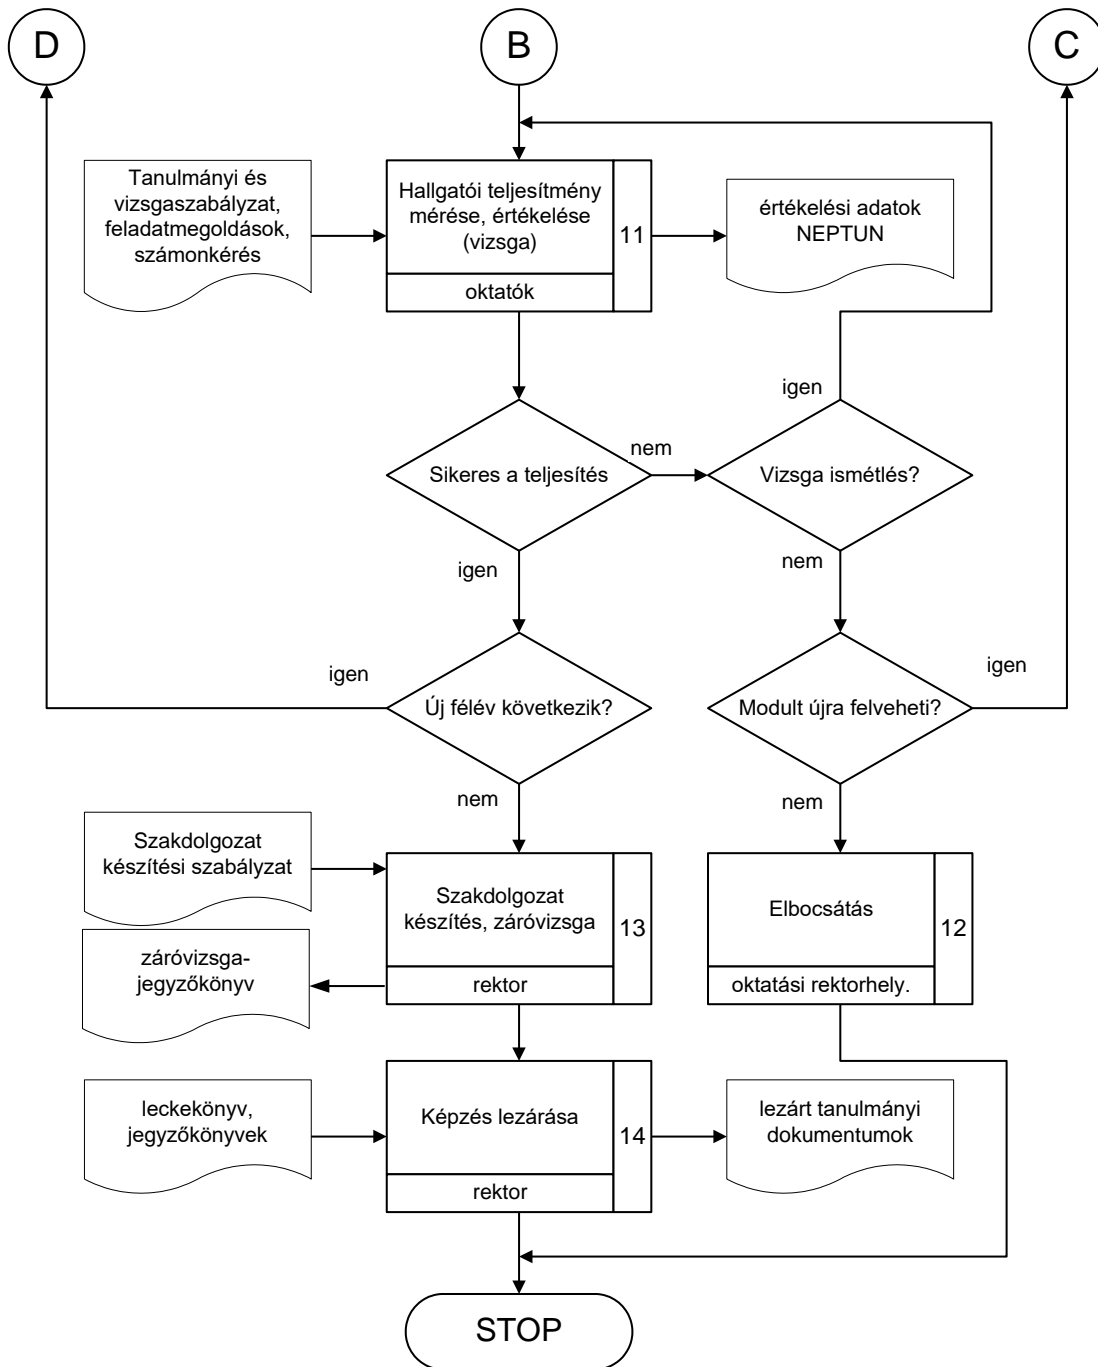 D
B
C
Tanulmányi és
vizsgaszabályzat,
feladatmegoldások,
számonkérés
Hallgatói teljesítmény
mérése, értékelése
(vizsga)
11
oktatók
értékelési adatok
NEPTUN
igen
Sikeres a teljesítés
nem
Vizsga ismétlés?
igen
nem
igen
Új félév következik?
Modult újra felveheti?
igen
nem
nem
Szakdolgozat
készítési szabályzat
Szakdolgozat
készítés, záróvizsga
13
rektor
Elbocsátás
12
oktatási rektorhely.
záróvizsga-
jegyzőkönyv
leckekönyv,
jegyzőkönyvek
Képzés lezárása
14
rektor
lezárt tanulmányi
dokumentumok
STOP